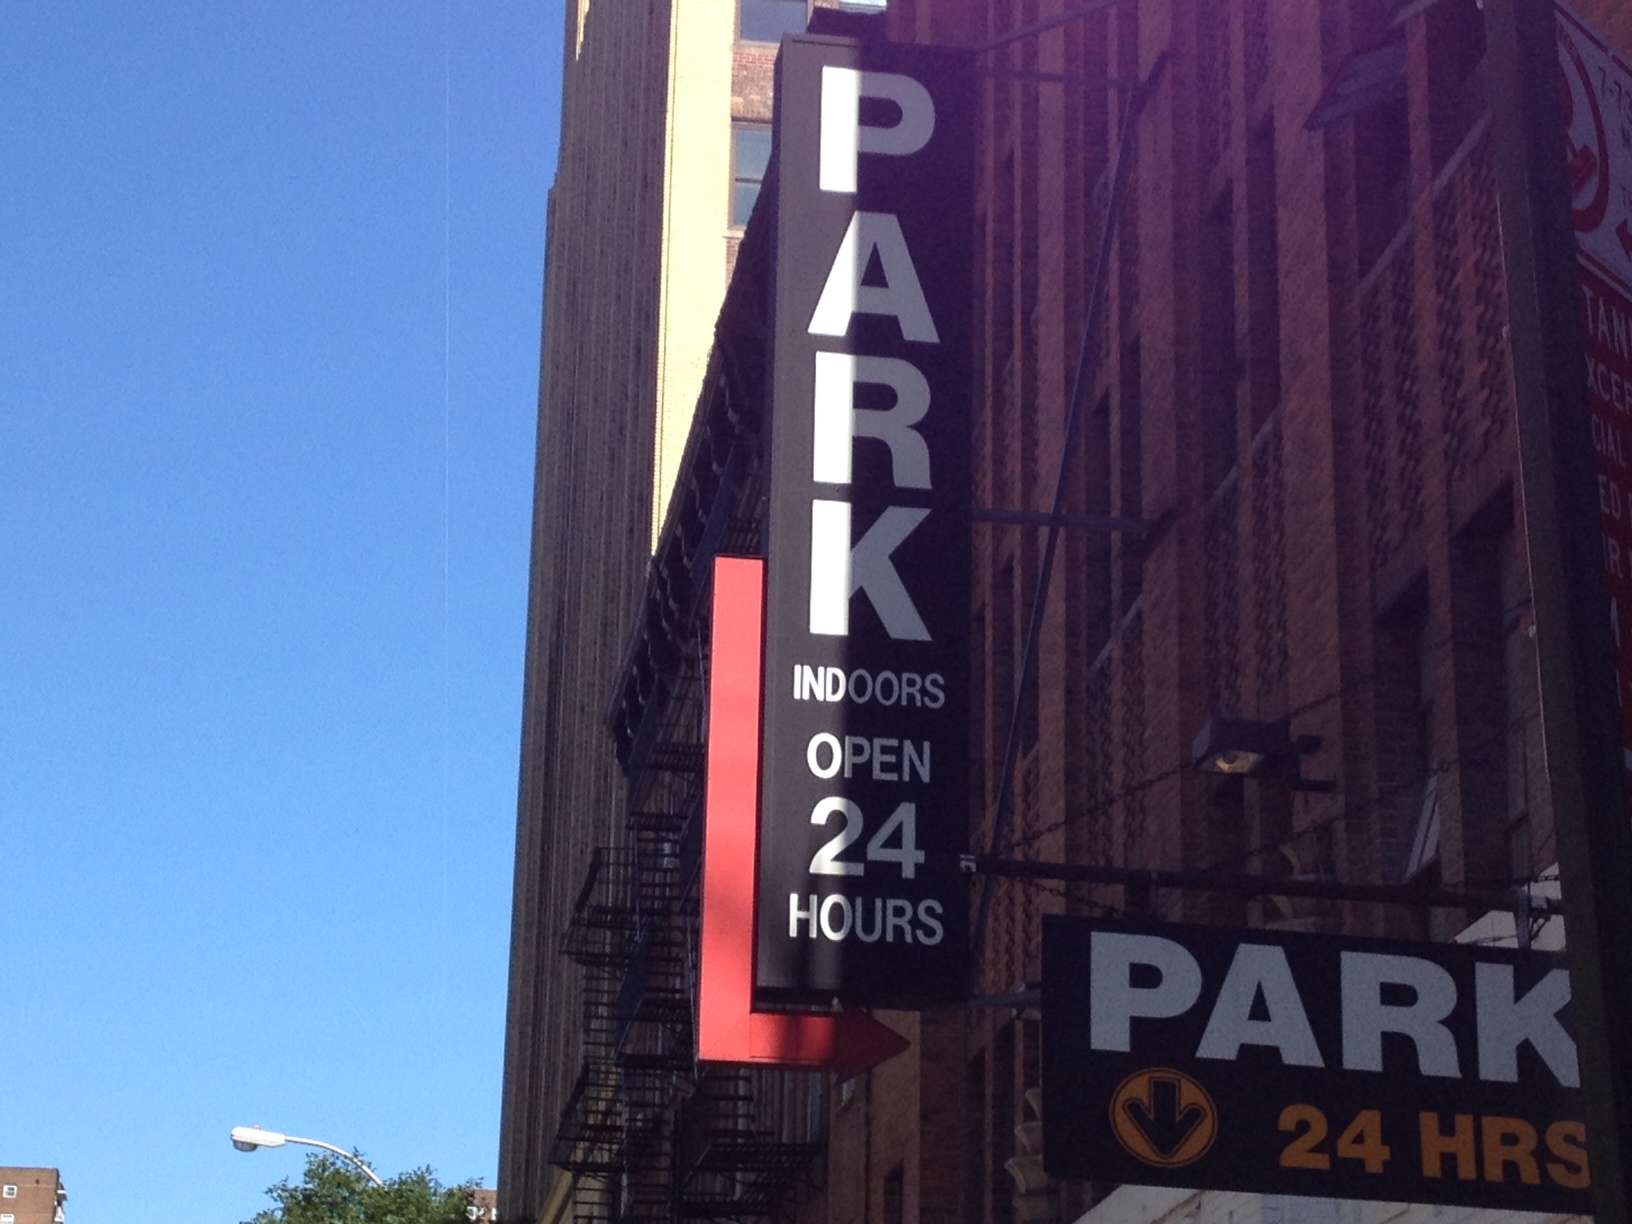 PARK
INDOORS
OPEN
24
HOURS
PARK
24 HRS